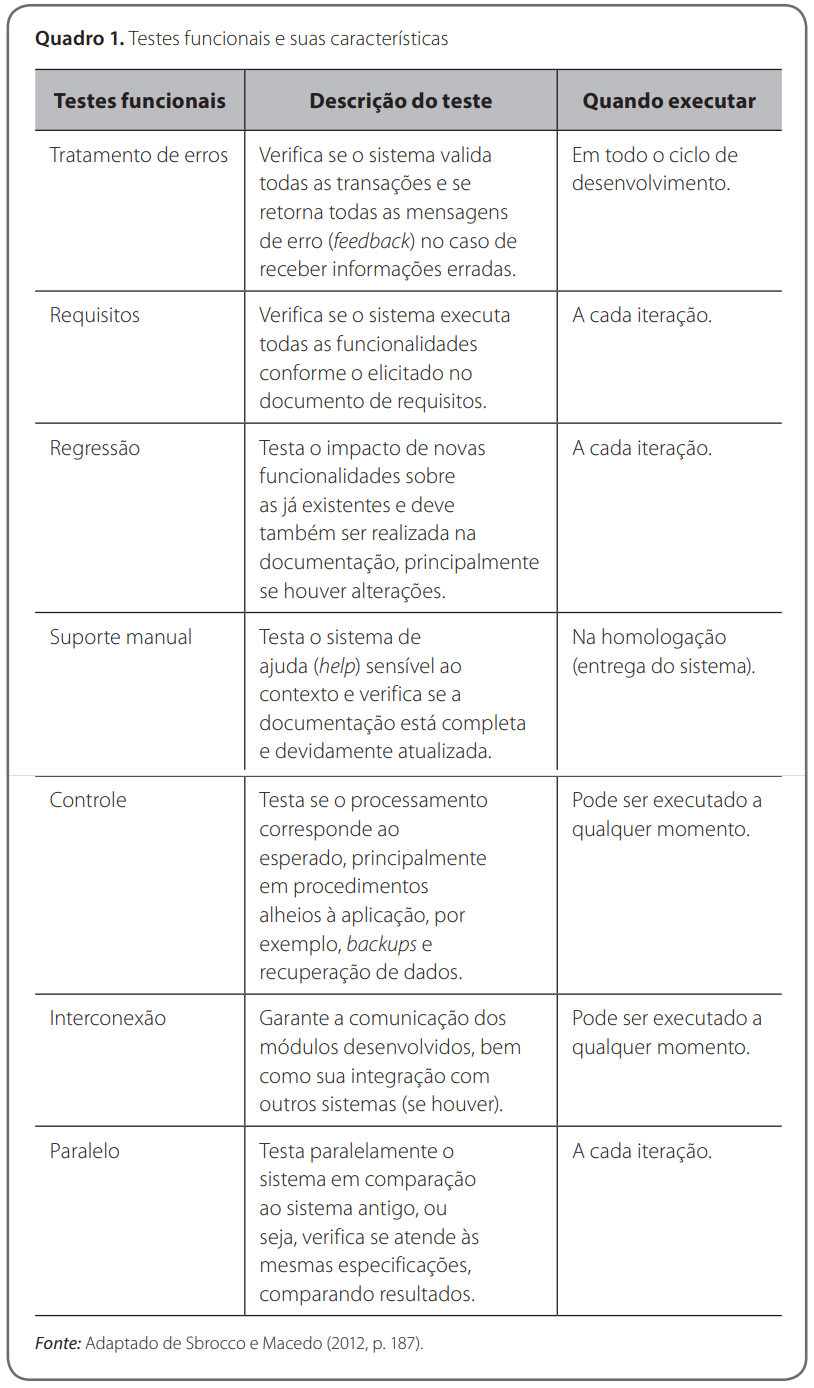 Quadro 1. Testes funcionais e suas características
Testes funcionais
Descrição do teste
Quando executar
Tratamento de erros
Verifica se o sistema valida
todas as transações e se
retorna todas as mensagens
de erro (feedback) no caso de
receber informações erradas.
Em todo o ciclo de
desenvolvimento.
Requisitos
Verifica se o sistema executa
todas as funcionalidades
conforme o elicitado no
documento de requisitos.
A cada iteração.
Regressão
Testa o impacto de novas
funcionalidades sobre
as já existentes e deve
também ser realizada na
documentação, principalmente
se houver alterações.
A cada iteração.
Suporte manual
Testa o sistema de
ajuda (help) sensível ao
contexto e verifica se a
documentação está completa
e devidamente atualizada.
Na homologação
(entrega do sistema).
Controle
Testa se o processamento
corresponde ao
esperado, principalmente
em procedimentos
alheios à aplicação, por
exemplo, backups e
recuperação de dados.
Pode ser executado a
qualquer momento.
Interconexão
Garante a comunicação dos
módulos desenvolvidos, bem
como sua integração com
outros sistemas (se houver).
Pode ser executado a
qualquer momento.
Paralelo
Testa paralelamente o
sistema em comparação
ao sistema antigo, ou
seja, verifica se atende às
mesmas especificações,
comparando resultados.
A cada iteração.
Fonte: Adaptado de Sbrocco e Macedo (2012, p. 187).